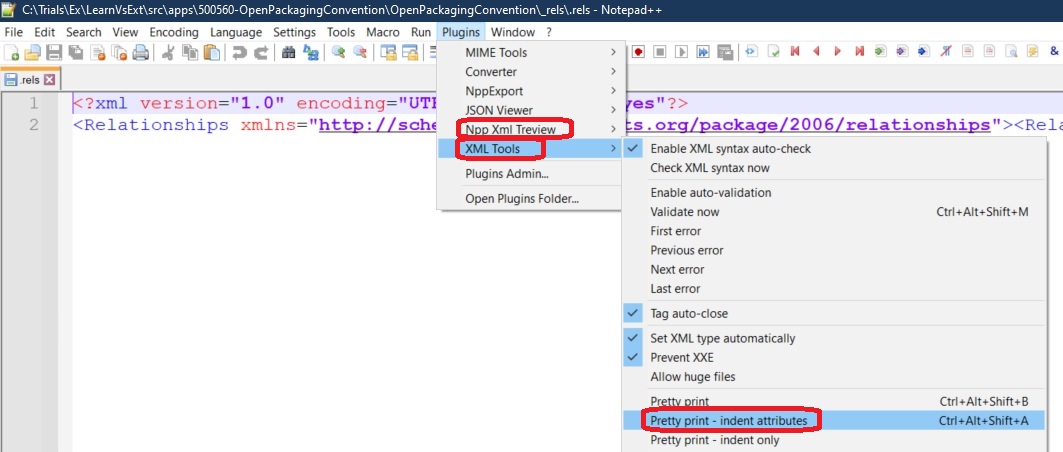 C:\Trials\Ex\LearnVsExt\src\apps\500560-OpenPackagingConvention\OpenPackagingConvention\_rels\.rels - Notepad++
File Edit Search View Encoding Language Settings Tools Macro Run Plugins Window ?
.rels
1 <?xml version="1.0" encoding="UTF yes"?>
2 <Relationships xmlns="http://sche ts.org/package/2006/relationships"><Rela
MIME Tools
Converter
NppExport
JSON Viewer
Npp Xml Treview
XML Tools
Plugins Admin...
Open Plugins Folder...
Enable XML syntax auto-check
Check XML syntax now
Enable auto-validation
Validate now Ctrl+Alt+Shift+M
First error
Previous error
Next error
Last error
Tag auto-close
Set XML type automatically
Prevent XXE
Allow huge files
Pretty print Ctrl+Alt+Shift+B
Pretty print - indent attributes Ctrl+Alt+Shift+A
Pretty print - indent only